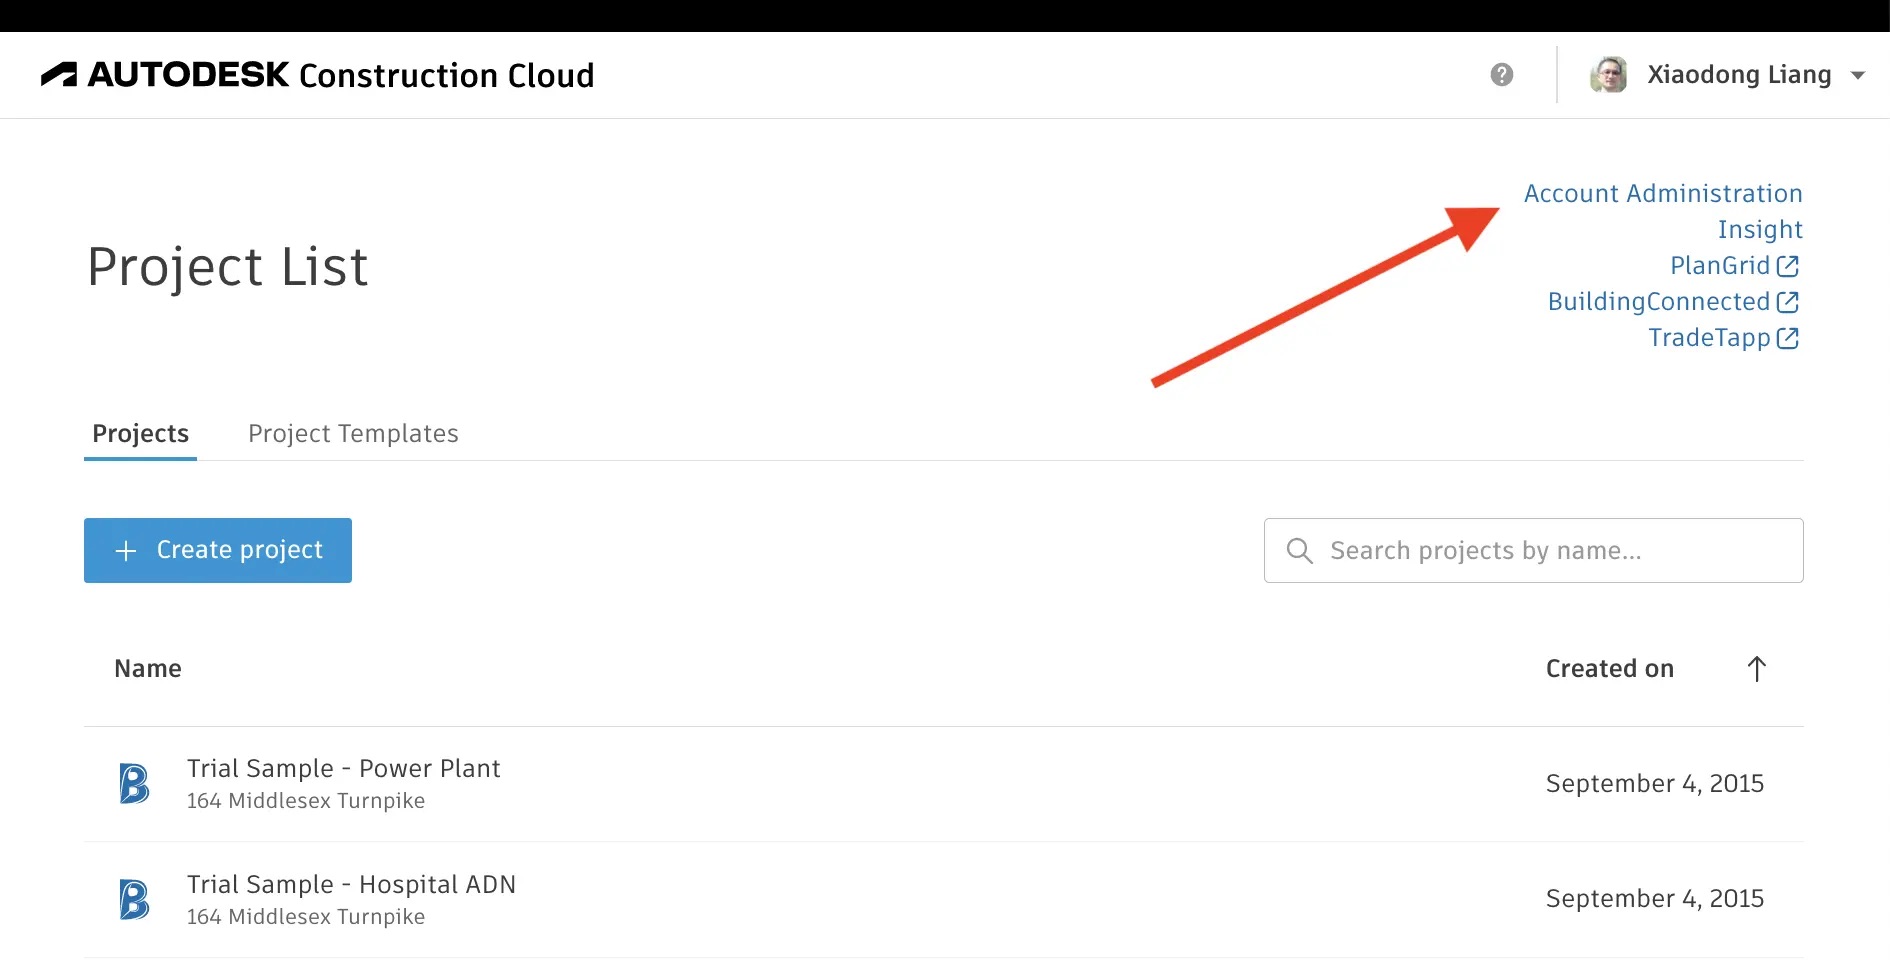 AUTODESK Construction Cloud
Xiaodong Liang
Account Administration
Insight
PlanGrid
BuildingConnected
TradeTapp
Project List
Projects Project Templates
+ Create project
Search projects by name...
Name Created on
Trial Sample - Power Plant
164 Middlesex Turnpike
September 4, 2015
Trial Sample - Hospital ADN
164 Middlesex Turnpike
September 4, 2015